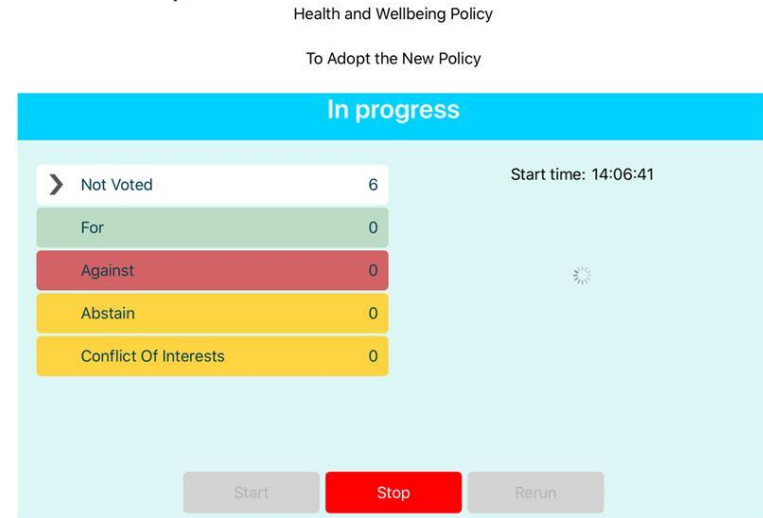 Health and Wellbeing Policy
To Adopt the New Policy
In progress
Not Voted 6
Start time: 14:06:41
For 0
Against 0
Abstain 0
Conflict Of Interests 0
Start Stop Rerun